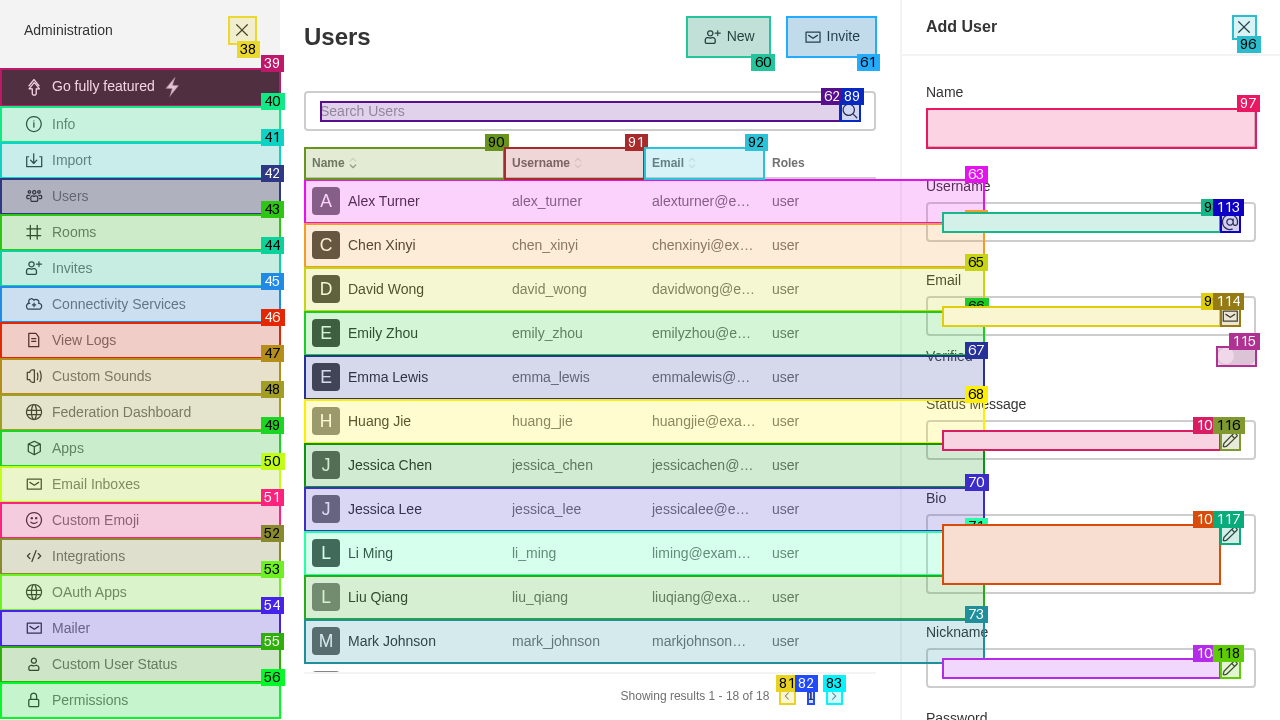 Administration
38
39
Go fully featured
40
Info
41
Import
42
Users
43
Rooms
44
Invites
45
Connectivity Services
46
View Logs
47
Custom Sounds
48
Federation Dashboard
49
Apps
50
Email Inboxes
51
Custom Emoji
52
Integrations
53
OAuth Apps
54
Mailer
55
Custom User Status
56
Permissions
Users
New
60
Invite
61
Search Users
62
89
90
91
92
Name Username Email Roles
63
A Alex Turner alex_turner alexturner@e… user
C Chen Xinyi chen_xinyi chenxinyi@ex… user
65
D David Wong david_wong davidwong@e… user
66
E Emily Zhou emily_zhou emilyzhou@e… user
67
E Emma Lewis emma_lewis emmalewis@… user
68
H Huang Jie huang_jie huangjie@exa… user
J Jessica Chen jessica_chen jessicachen@… user
70
J Jessica Lee jessica_lee jessicalee@e… user
71
L Li Ming li_ming liming@exam… user
L Liu Qiang liu_qiang liuqiang@exa… user
73
M Mark Johnson mark_johnson markjohnson… user
Showing results 1 - 18 of 18
81
82
83
Add User
96
Name
97
Username
113
@
Email
114
Verified
115
Status Message
116
Bio
117
Nickname
118
Password